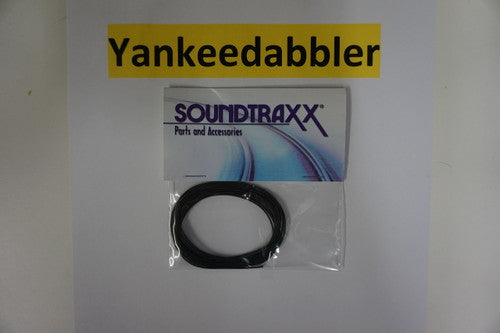 Yankeedabbler
SOUNDTRAXX®
Parts and Accessories